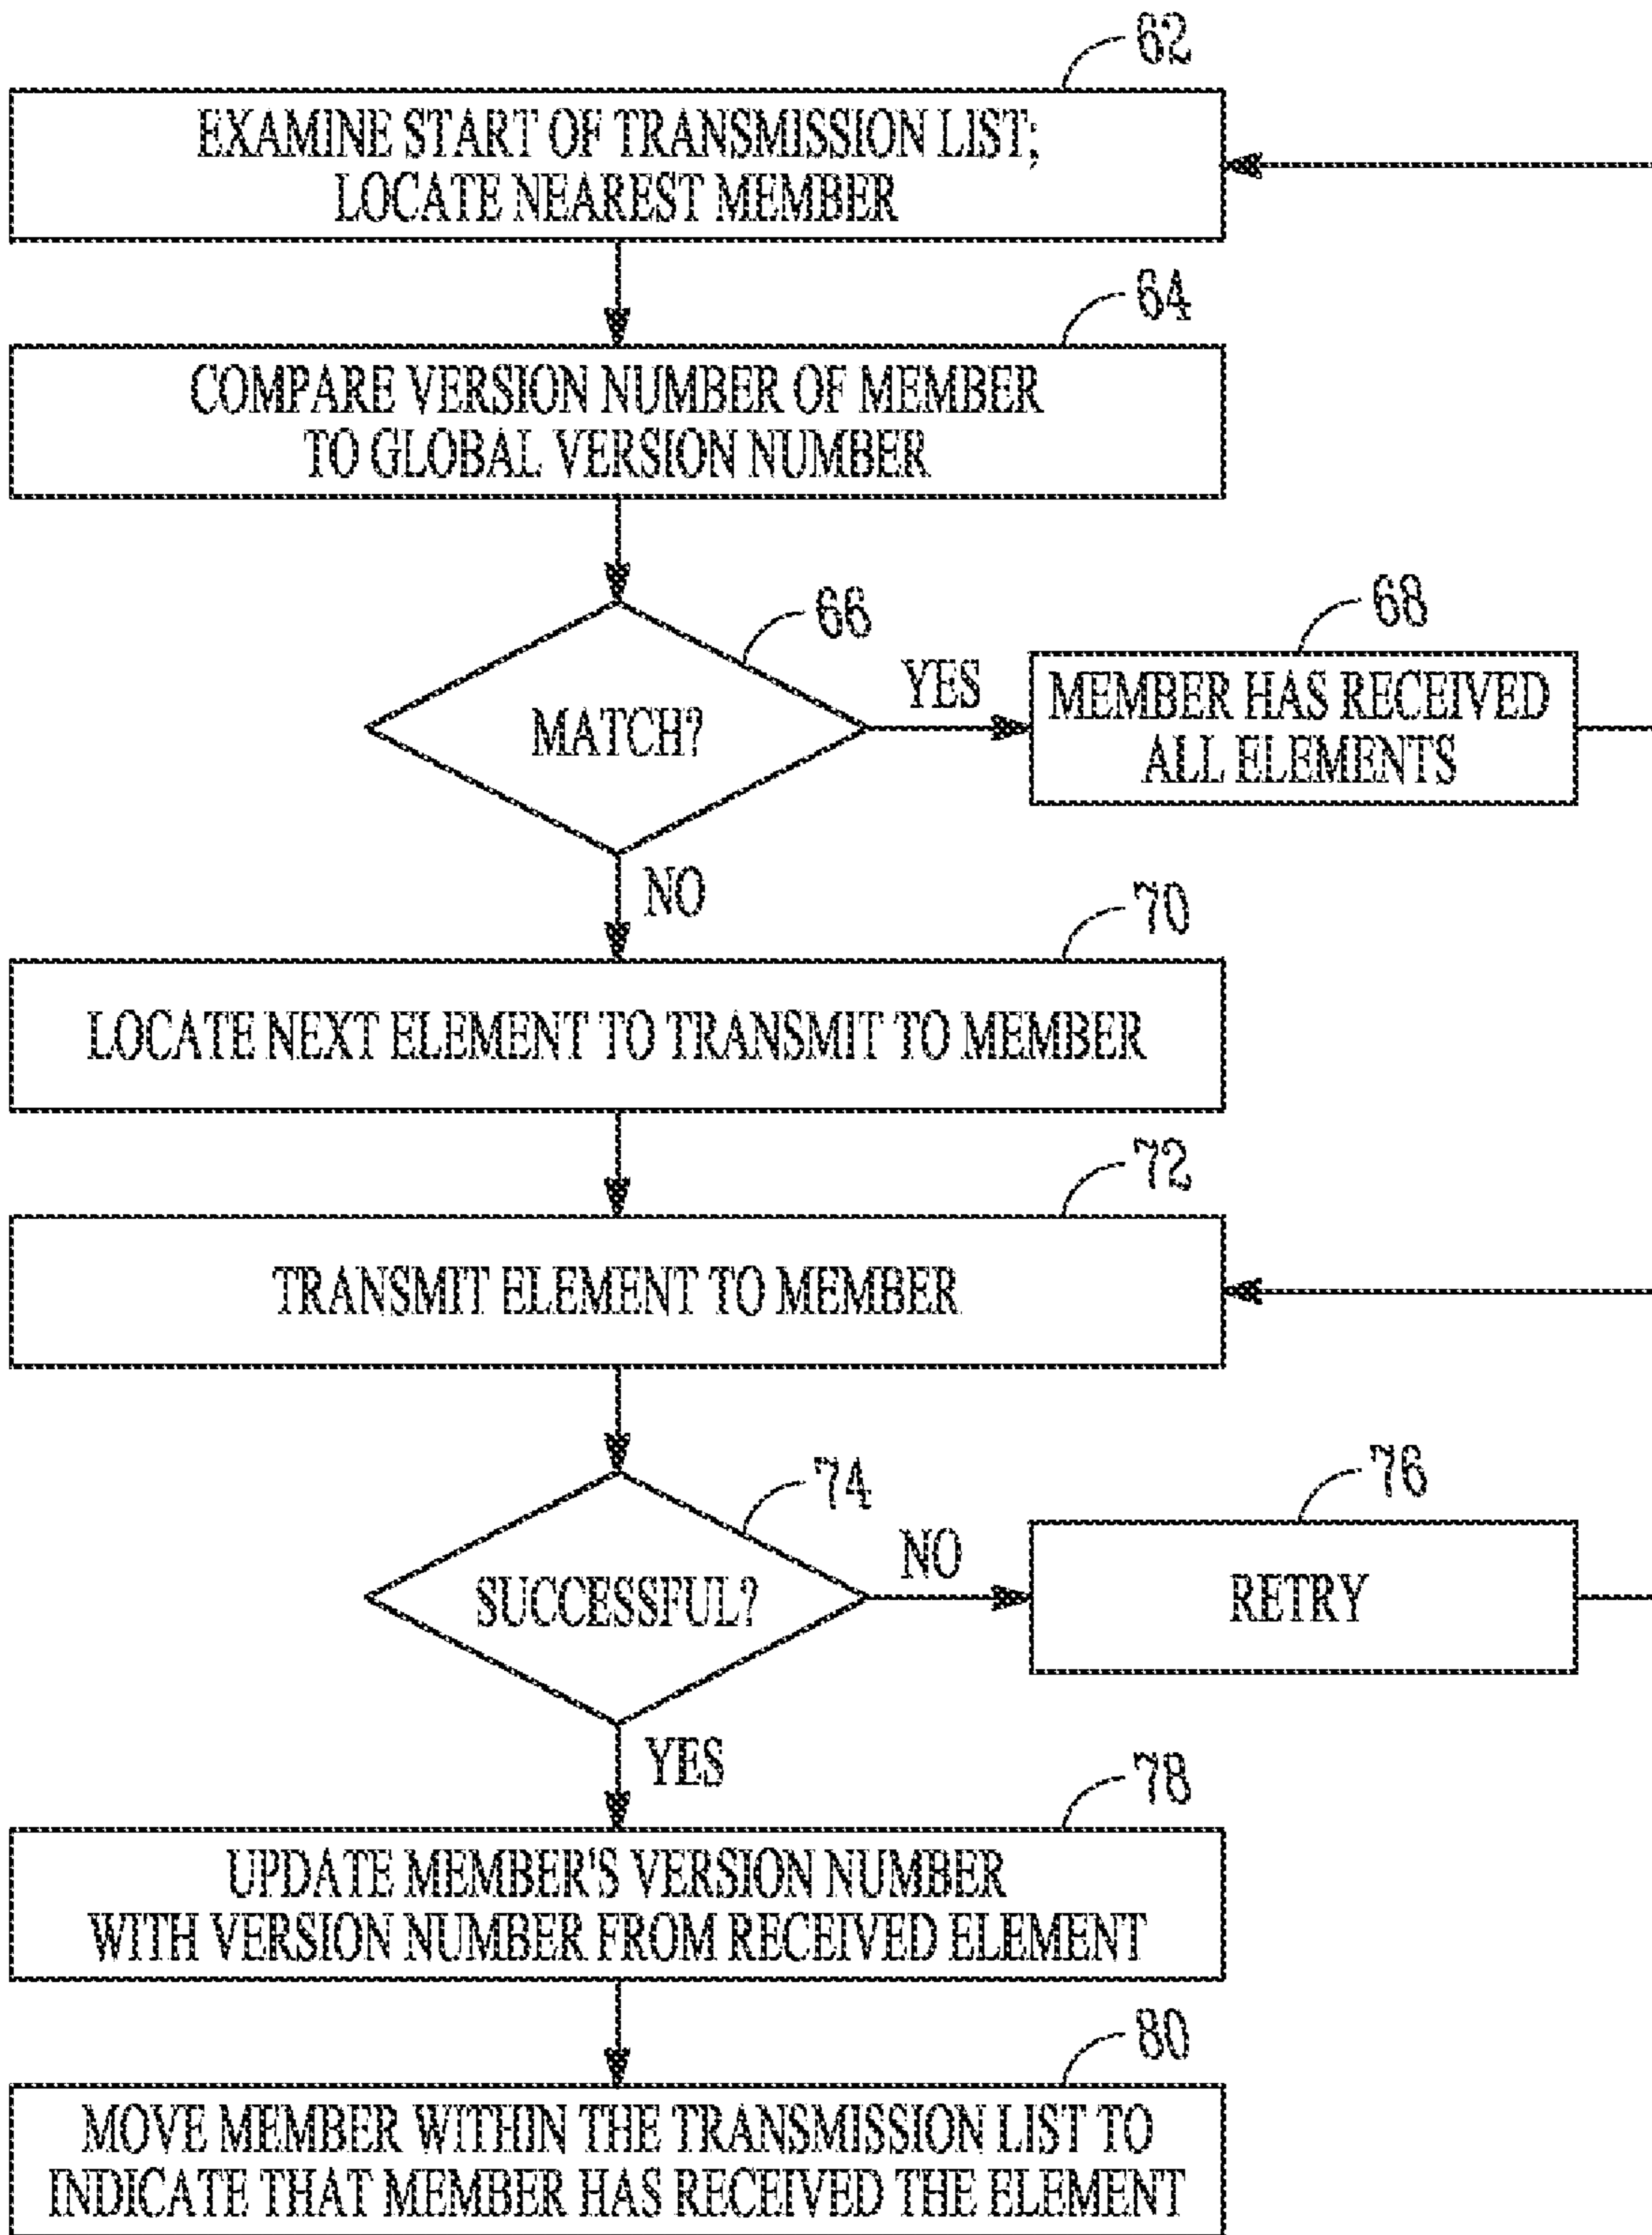 62
EXAMINE START OF TRANSMISSION LIST;
LOCATE NEAREST MEMBER
64
COMPARE VERSION NUMBER OF MEMBER
TO GLOBAL VERSION NUMBER
66
MATCH?
YES
68
MEMBER HAS RECEIVED
ALL ELEMENTS
NO
70
LOCATE NEXT ELEMENT TO TRANSMIT TO MEMBER
72
TRANSMIT ELEMENT TO MEMBER
74
SUCCESSFUL?
NO
76
RETRY
YES
78
UPDATE MEMBER'S VERSION NUMBER
WITH VERSION NUMBER FROM RECEIVED ELEMENT
80
MOVE MEMBER WITHIN THE TRANSMISSION LIST TO
INDICATE THAT MEMBER HAS RECEIVED THE ELEMENT